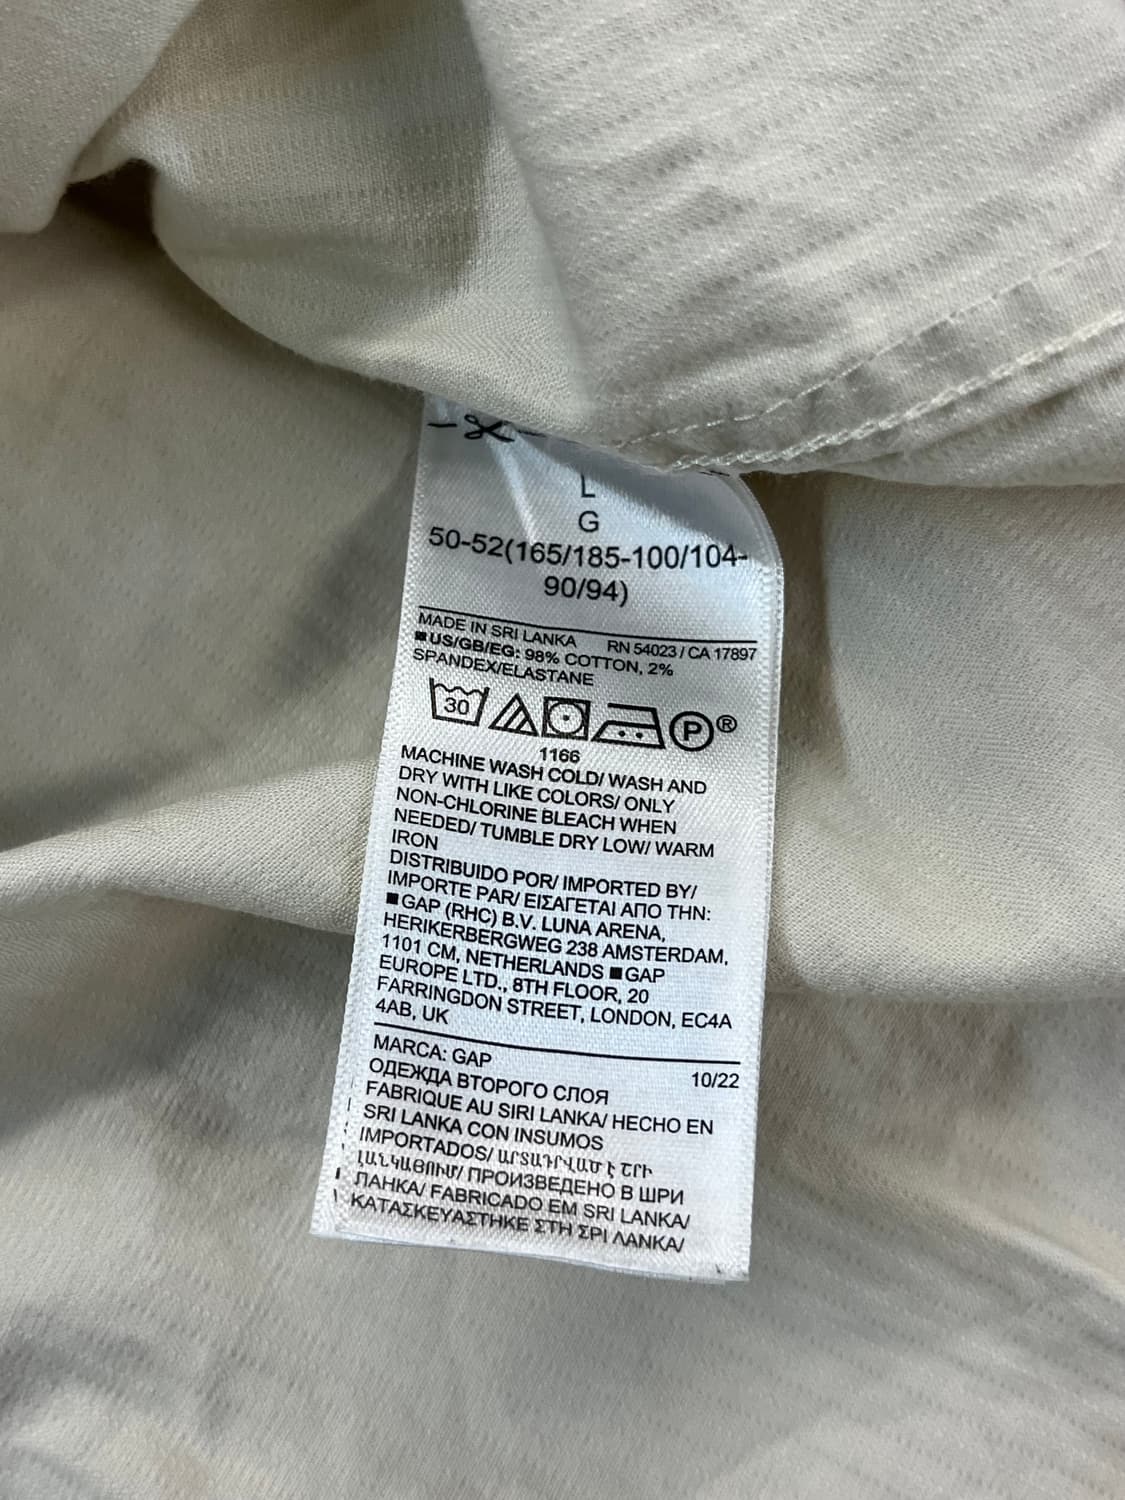 L
G
50-52(165/185-100/104-
90/94)
MADE IN SRI LANKA RN 54023 / CA 17897
■US/GB/EG: 98% COTTON, 2%
SPANDEX/ELASTANE
30 P ®
1166
MACHINE WASH COLD/ WASH AND
DRY WITH LIKE COLORS/ ONLY
NON-CHLORINE BLEACH WHEN
NEEDED/ TUMBLE DRY LOW/ WARM
IRON
DISTRIBUIDO POR/ IMPORTED BY/
IMPORTE PAR/ ΕΙΣΑΓΕΤΑΙ ΑΠΟ ΤΗΝ:
■GAP (RHC) B.V. LUNA ARENA,
HERIKERBERGWEG 238 AMSTERDAM,
1101 CM, NETHERLANDS ■GAP
EUROPE LTD., 8TH FLOOR, 20
FARRINGDON STREET, LONDON, EC4A
4AB, UK
MARCA: GAP 10/22
ОДЕЖДА ВТОРОГО СЛОЯ
FABRIQUE AU SIRI LANKA/ HECHO EN
SRI LANKA CON INSUMOS
IMPORTADOS/ ԱՐՏԱԴՐՎԱԾ Է ՇՐԻ
ԼԱՆԿԱՅՈՒՄ/ ПРОИЗВЕДЕНО В ШРИ
ЛАНКА/ FABRICADO EM SRI LANKA/
ΚΑΤΑΣΚΕΥΑΣΤΗΚΕ ΣΤΗ ΣΡΙ ΛΑΝΚΑ/